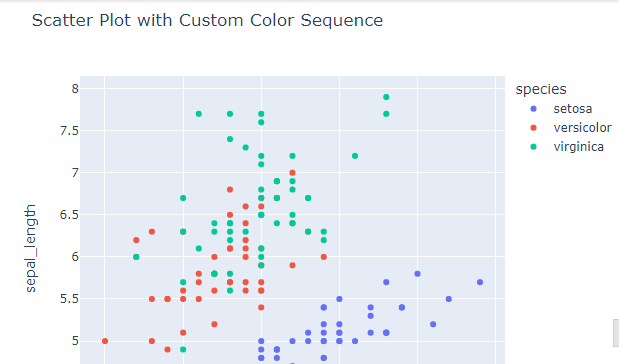 Scatter Plot with Custom Color Sequence
species
setosa
versicolor
virginica
8
7.5
7
6.5
6
5.5
5
sepal_length